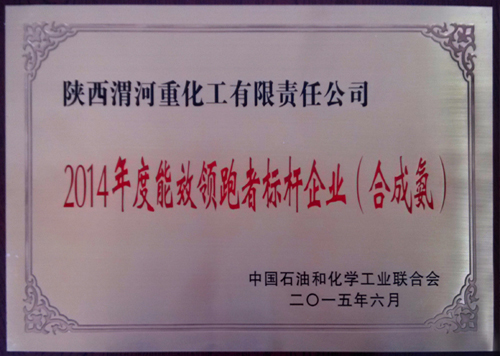 陕西渭河重化工有限责任公司
2014年度能效领跑者标杆企业（合成氨）
中国石油和化学工业联合会
二〇一五年六月